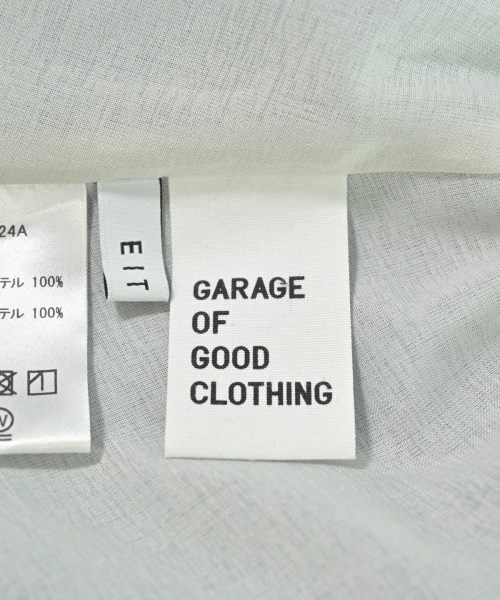 24A
テル 100%
テル 100%
W
EIT
GARAGE
OF
GOOD
CLOTHING